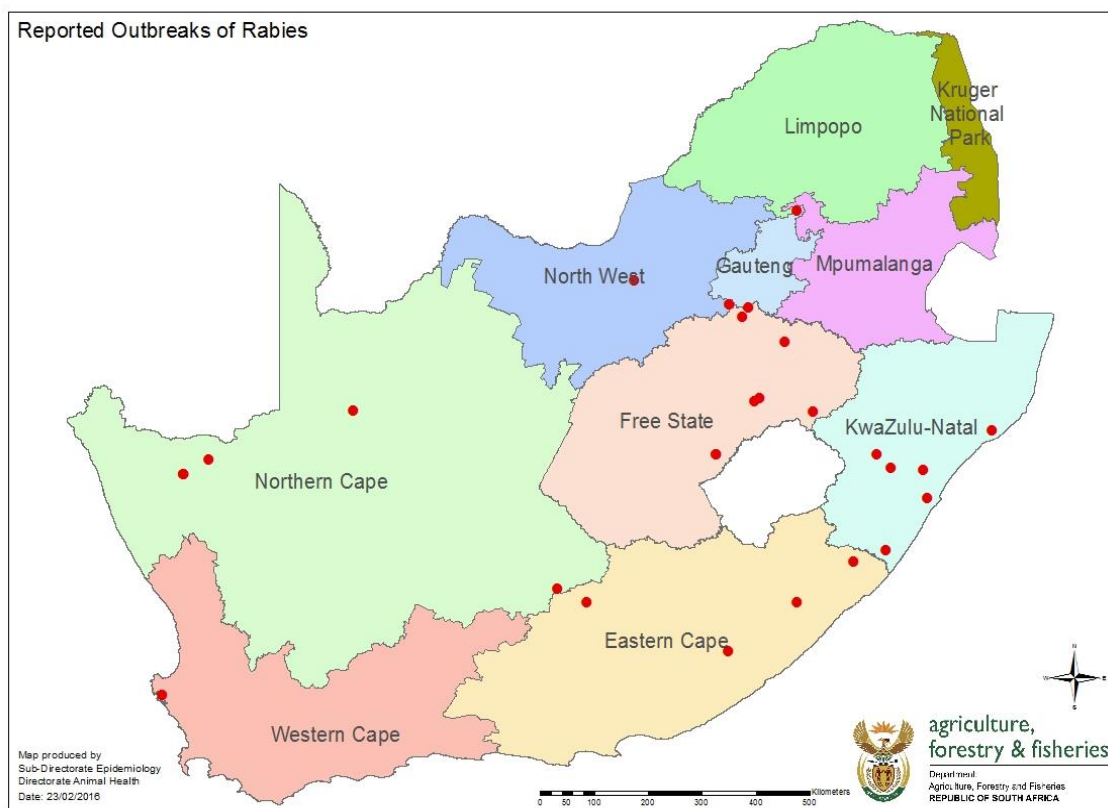 Reported Outbreaks of Rabies
Kruger
National
Park
Limpopo
North West
Gauteng
Mpumalanga
Free State
KwaZulu-Natal
Northern Cape
Eastern Cape
Western Cape
N
W
E
S
Map produced by
Sub-Directorate Epidemiology
Directorate Animal Health
Date: 23/02/2016
Kilometers
0 50 100 200 300 400 500
agriculture,
forestry & fisheries
Department:
Agriculture, Forestry and Fisheries
REPUBLIC OF SOUTH AFRICA